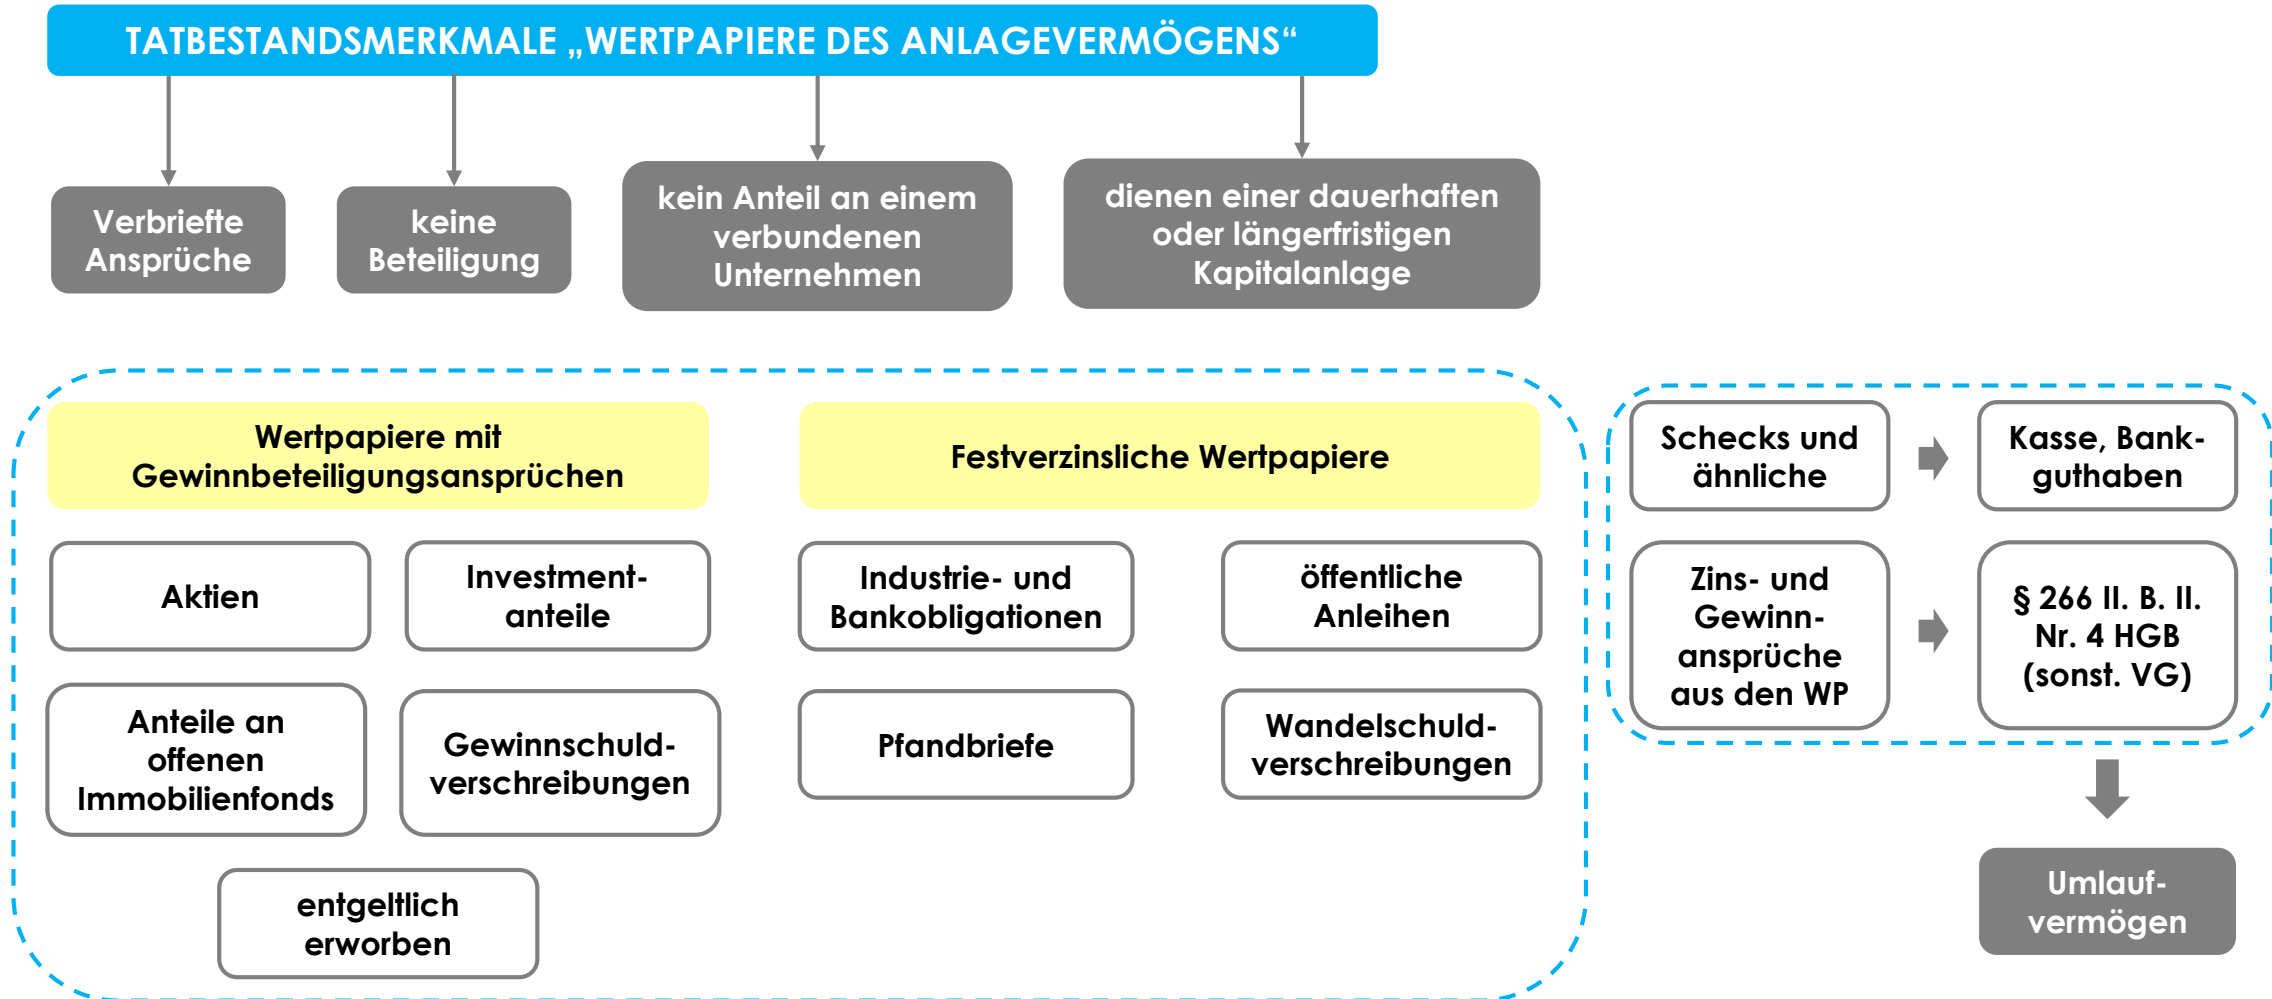 TATBESTANDSMERKMALE „WERTPAPIERE DES ANLAGEVERMÖGENS“
Verbriefte
Ansprüche
keine
Beteiligung
kein Anteil an einem
verbundenen
Unternehmen
dienen einer dauerhaften
oder längerfristigen
Kapitalanlage
Wertpapiere mit
Gewinnbeteiligungsansprüchen
Festverzinsliche Wertpapiere
Aktien
Investment-
anteile
Industrie- und
Bankobligationen
öffentliche
Anleihen
Anteile an
offenen
Immobilienfonds
Gewinnschuld-
verschreibungen
Pfandbriefe
Wandelschuld-
verschreibungen
entgeltlich
erworben
Schecks und
ähnliche
Kasse, Bank-
guthaben
Zins- und
Gewinn-
ansprüche
aus den WP
§ 266 II. B. II.
Nr. 4 HGB
(sonst. VG)
Umlauf-
vermögen